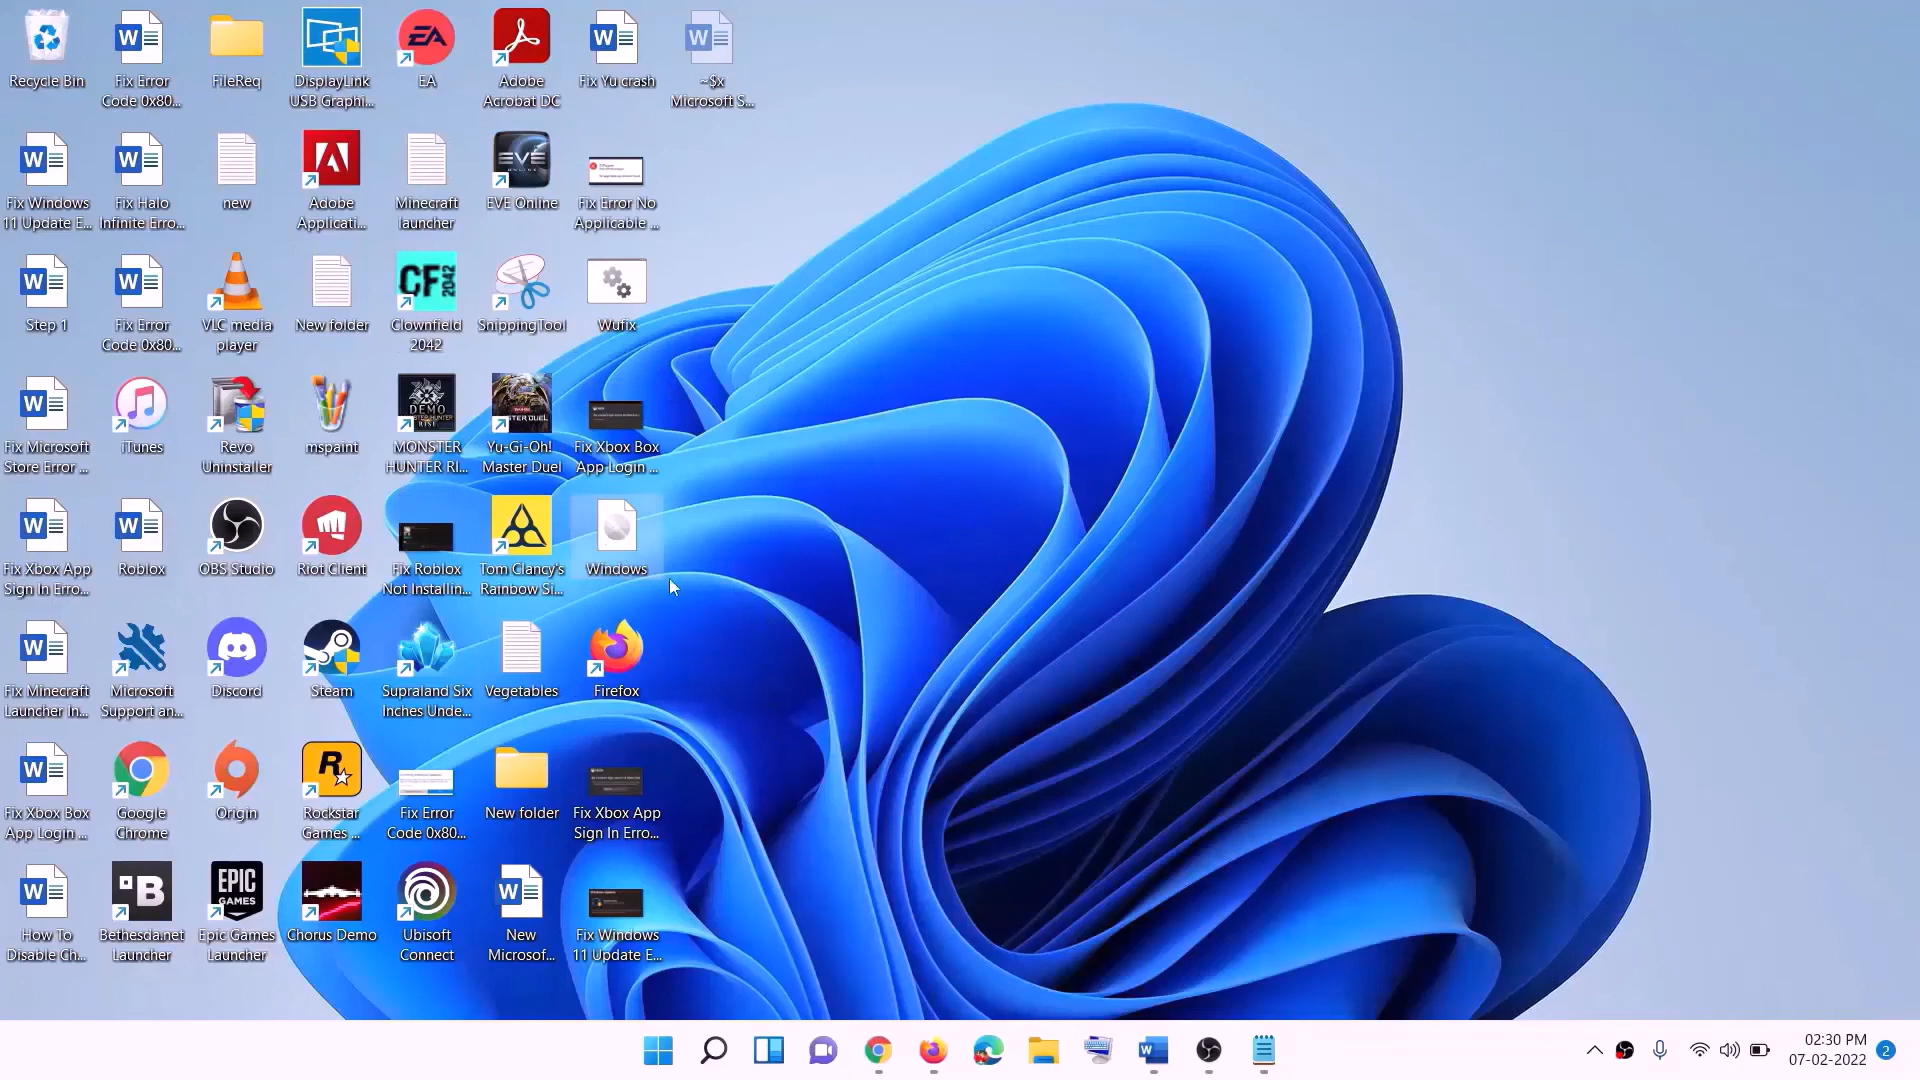 Recycle Bin
Fix Error
Code 0x80...
FileReq
DisplayLink
USB Graphi...
EA
Adobe
Acrobat DC
Fix Yu crash
~$x
Microsoft S...
Fix Windows
11 Update E...
Fix Halo
Infinite Erro...
new
Adobe
Applicati...
Minecraft
launcher
EVE Online
Fix Error No
Applicable ...
Step 1
Fix Error
Code 0x80...
VLC media
player
New folder
Clownfield
2042
SnippingTool
Wufix
Fix Microsoft
Store Error ...
iTunes
Revo
Uninstaller
mspaint
MONSTER
HUNTER RI...
Yu-Gi-Oh!
Master Duel
Fix Xbox Box
App Login ...
Fix Xbox App
Sign In Erro...
Roblox
OBS Studio
Riot Client
Fix Roblox
Not Installin...
Tom Clancy's
Rainbow Si...
Windows
Fix Minecraft
Launcher In...
Microsoft
Support an...
Discord
Steam
Supraland Six
Inches Unde...
Vegetables
Firefox
Fix Xbox Box
App Login ...
Google
Chrome
Origin
Rockstar
Games ...
Fix Error
Code 0x80...
New folder
Fix Xbox App
Sign In Erro...
How To
Disable Ch...
Bethesda.net
Launcher
EPIC
GAMES
Epic Games
Launcher
Chorus Demo
Ubisoft
Connect
New
Microsof...
Fix Windows
11 Update E...
02:30 PM
07-02-2022
2